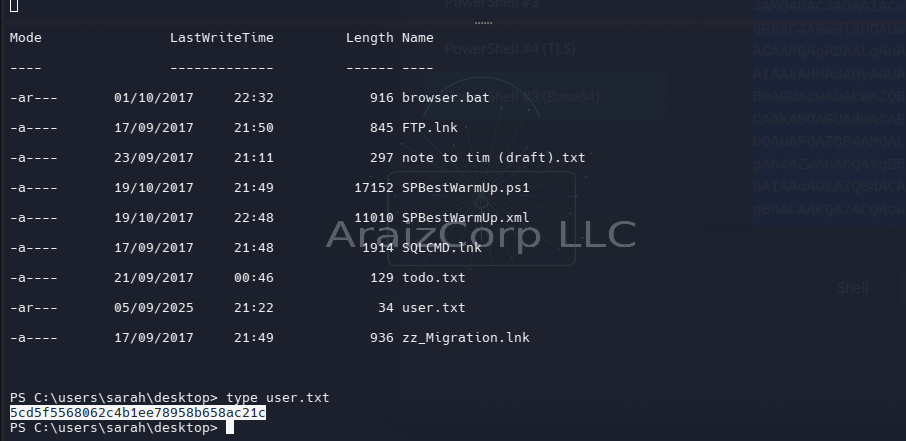 PowerShell #3
Mode                LastWriteTime         Length Name
PowerShell #4 (TLS)
----                -------------         ------ ----
-ar---       01/10/2017     22:32            916 browser.bat
#3 (Base64)
-a----       17/09/2017     21:50            845 FTP.lnk
-a----       23/09/2017     21:11            297 note to tim (draft).txt
-a----       19/10/2017     21:49          17152 SPBestWarmUp.ps1
-a----       19/10/2017     22:48          11010 SPBestWarmUp.xml
AraizCorp LLC
-a----       17/09/2017     21:48           1914 SQLCMD.lnk
-a----       21/09/2017     00:46            129 todo.txt
Shell
-ar---       05/09/2025     21:22             34 user.txt
-a----       17/09/2017     21:49            936 zz_Migration.lnk
PS C:\users\sarah\desktop> type user.txt
5cd5f5568062c4b1ee78958b658ac21c
PS C:\users\sarah\desktop>